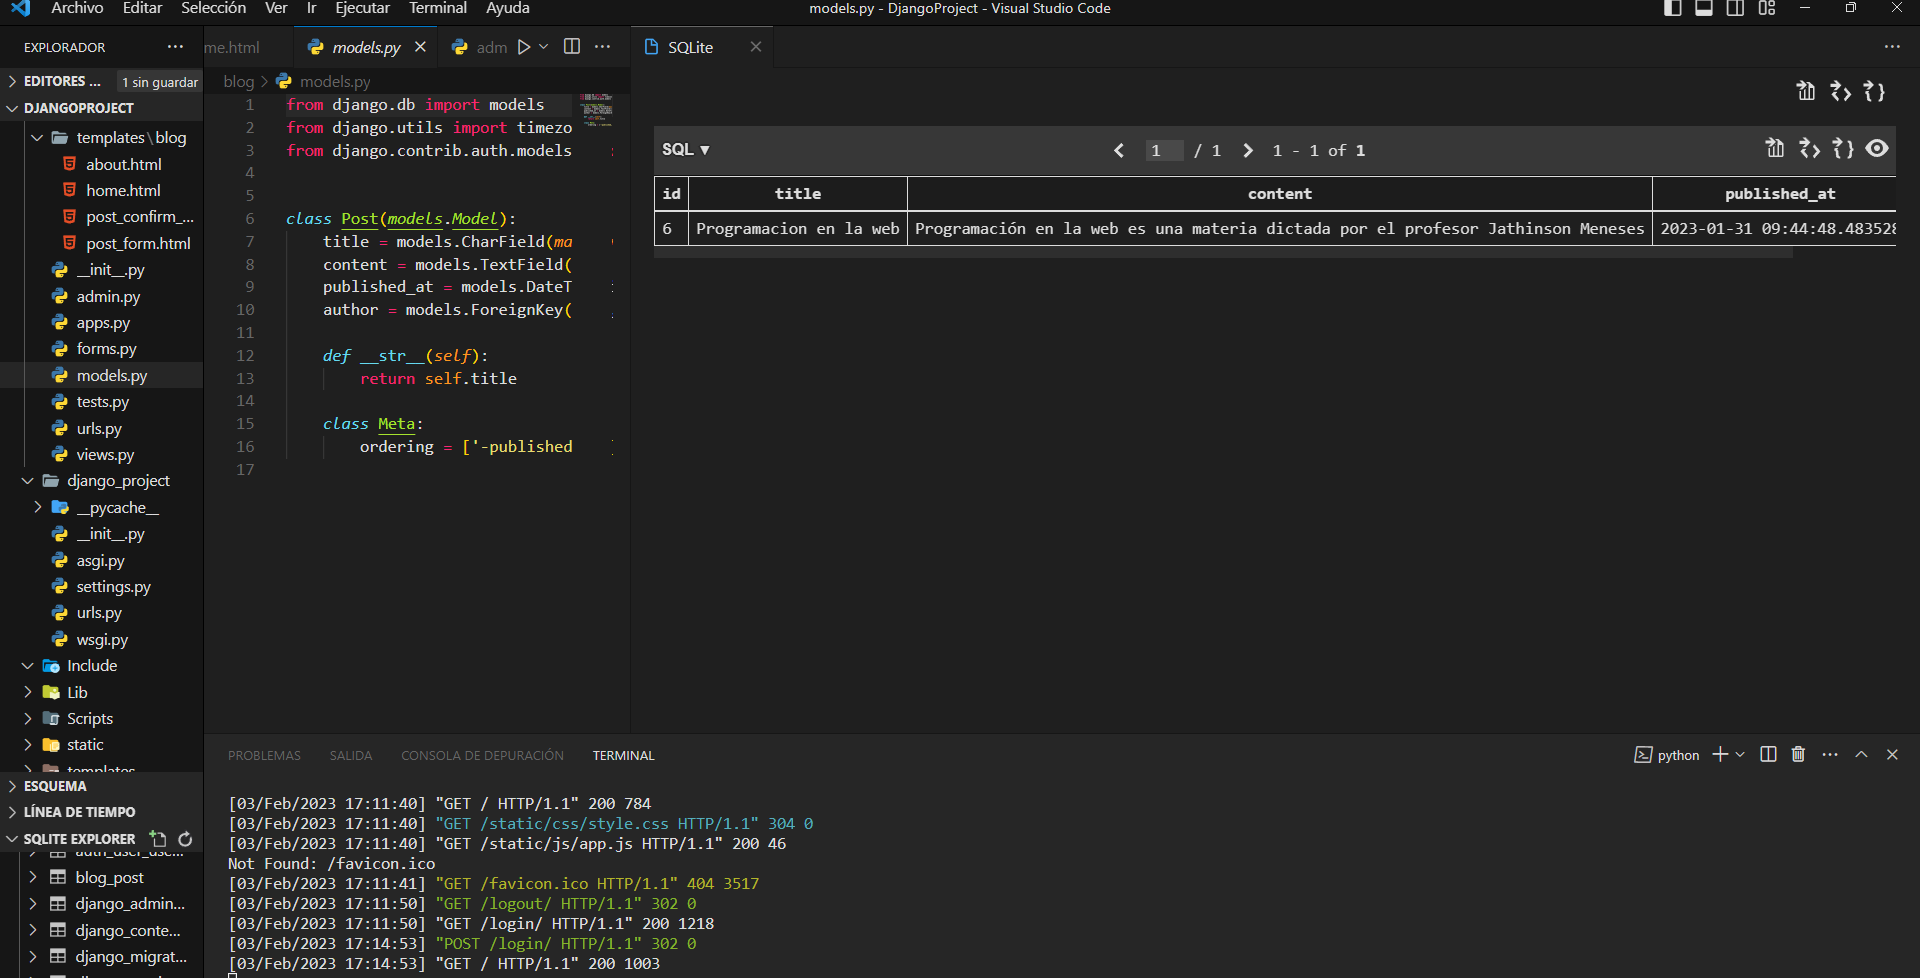 Archivo Editar Selección Ver Ir Ejecutar Terminal Ayuda
models.py - DjangoProject - Visual Studio Code
EXPLORADOR
EDITORES ... 1 sin guardar
DJANGOPROJECT
templates\blog
about.html
home.html
post_confirm_...
post_form.html
__init__.py
admin.py
apps.py
forms.py
models.py
tests.py
urls.py
views.py
django_project
__pycache__
__init__.py
asgi.py
settings.py
urls.py
wsgi.py
Include
Lib
Scripts
static
templates
ESQUEMA
LÍNEA DE TIEMPO
SQLITE EXPLORER
auth_user_use...
blog_post
django_admin...
django_conte...
django_migrat...
me.html models.py adm
blog > models.py
1 from django.db import models
2 from django.utils import timezo
3 from django.contrib.auth.models
4
5
6 class Post(models.Model):
7 title = models.CharField(ma
8 content = models.TextField(
9 published_at = models.DateT
10 author = models.ForeignKey(
11
12 def __str__(self):
13 return self.title
14
15 class Meta:
16 ordering = ['-published
17
SQLite
SQL ▼ 1 / 1 1 - 1 of 1
id title content published_at
6 Programacion en la web Programación en la web es una materia dictada por el profesor Jathinson Meneses 2023-01-31 09:44:48.483528
PROBLEMAS SALIDA CONSOLA DE DEPURACIÓN TERMINAL python
[03/Feb/2023 17:11:40] "GET / HTTP/1.1" 200 784
[03/Feb/2023 17:11:40] "GET /static/css/style.css HTTP/1.1" 304 0
[03/Feb/2023 17:11:40] "GET /static/js/app.js HTTP/1.1" 200 46
Not Found: /favicon.ico
[03/Feb/2023 17:11:41] "GET /favicon.ico HTTP/1.1" 404 3517
[03/Feb/2023 17:11:50] "GET /logout/ HTTP/1.1" 302 0
[03/Feb/2023 17:11:50] "GET /login/ HTTP/1.1" 200 1218
[03/Feb/2023 17:14:53] "POST /login/ HTTP/1.1" 302 0
[03/Feb/2023 17:14:53] "GET / HTTP/1.1" 200 1003